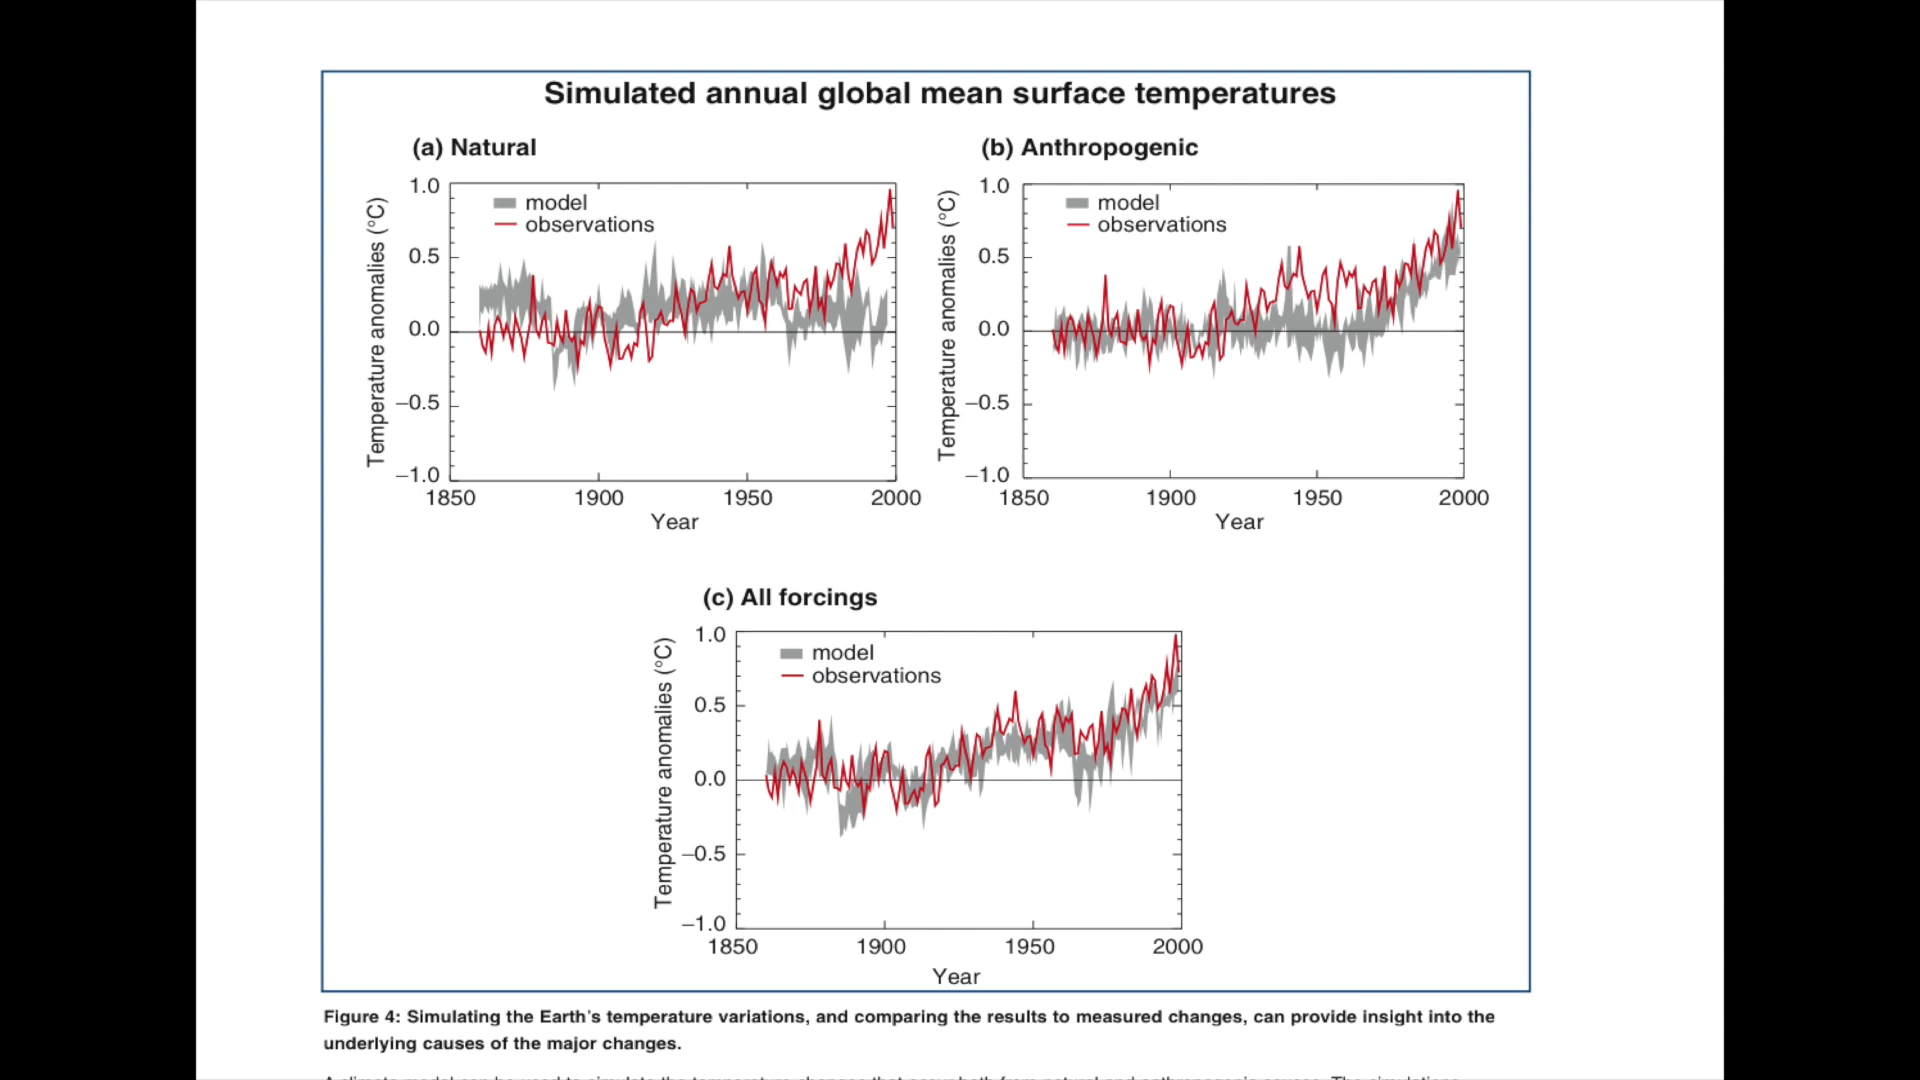 Simulated annual global mean surface temperatures
(a) Natural
1.0
0.5
0.0
−0.5
−1.0
Temperature anomalies (°C)
model
observations
1850 1900 1950 2000
Year
(b) Anthropogenic
1.0
0.5
0.0
−0.5
−1.0
Temperature anomalies (°C)
model
observations
1850 1900 1950 2000
Year
(c) All forcings
1.0
0.5
0.0
−0.5
−1.0
Temperature anomalies (°C)
model
observations
1850 1900 1950 2000
Year
Figure 4: Simulating the Earth's temperature variations, and comparing the results to measured changes, can provide insight into the
underlying causes of the major changes.